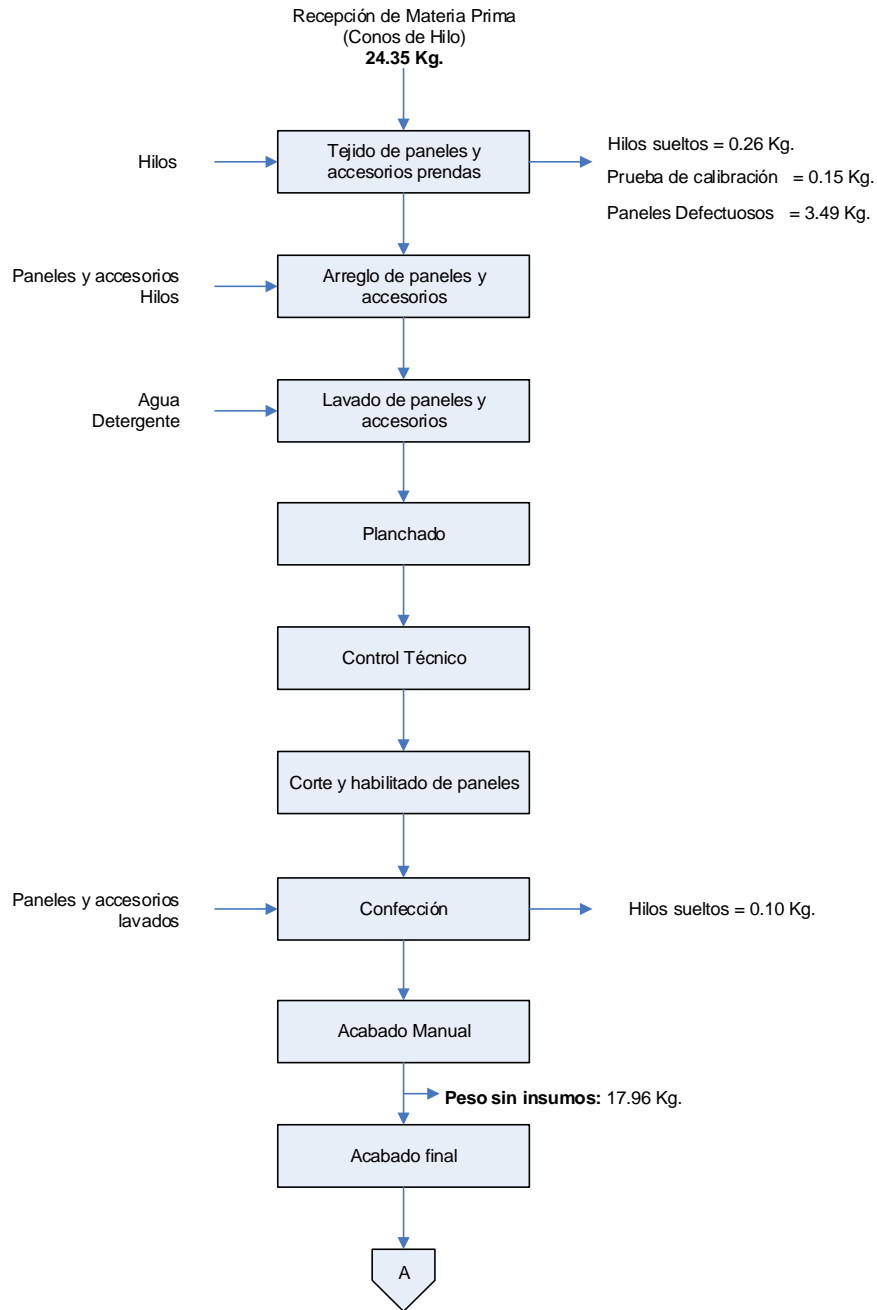 Recepción de Materia Prima
(Conos de Hilo)
24.35 Kg.
Hilos
Tejido de paneles y
accesorios prendas
Hilos sueltos = 0.26 Kg.
Prueba de calibración = 0.15 Kg.
Paneles Defectuosos = 3.49 Kg.
Paneles y accesorios
Hilos
Arreglo de paneles y
accesorios
Agua
Detergente
Lavado de paneles y
accesorios
Planchado
Control Técnico
Corte y habilitado de paneles
Paneles y accesorios
lavados
Confección
Hilos sueltos = 0.10 Kg.
Acabado Manual
Peso sin insumos: 17.96 Kg.
Acabado final
A